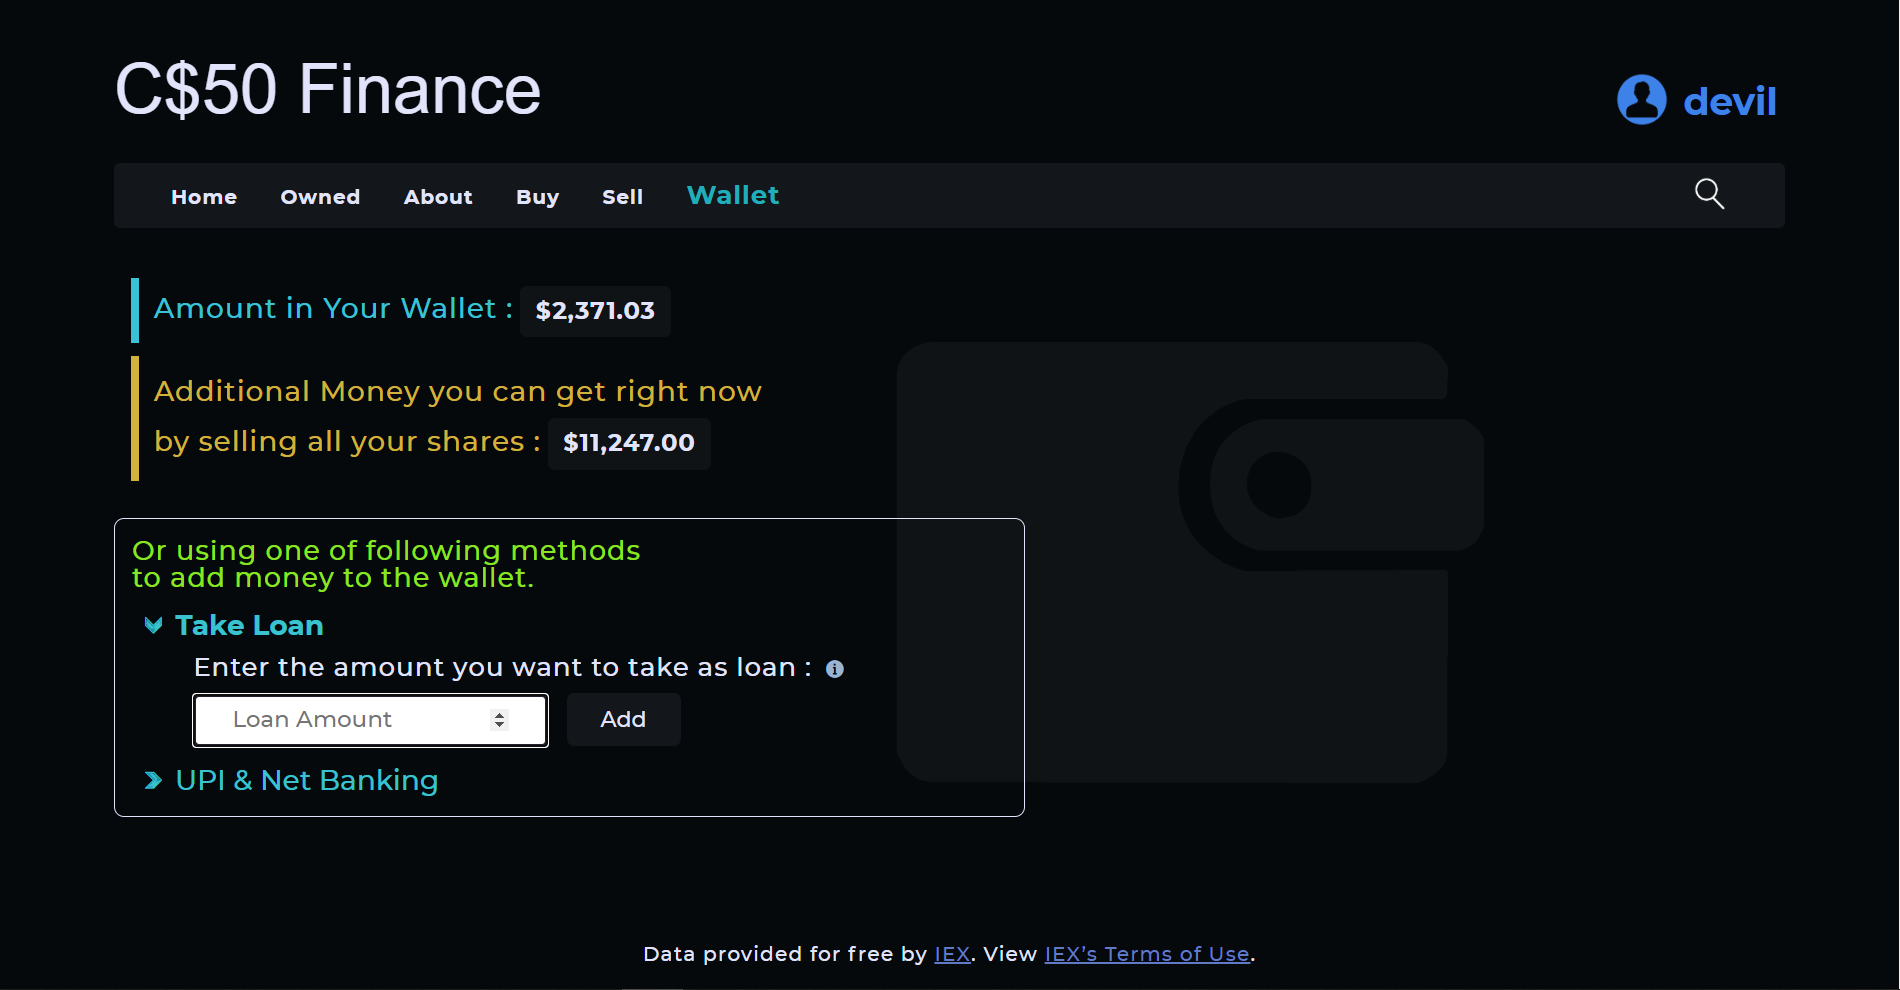 C$50 Finance
devil
Home Owned About Buy Sell Wallet
Amount in Your Wallet : $2,371.03
Additional Money you can get right now
by selling all your shares : $11,247.00
Or using one of following methods
to add money to the wallet.
Take Loan
Enter the amount you want to take as loan :
Loan Amount Add
UPI & Net Banking
Data provided for free by IEX. View IEX’s Terms of Use.